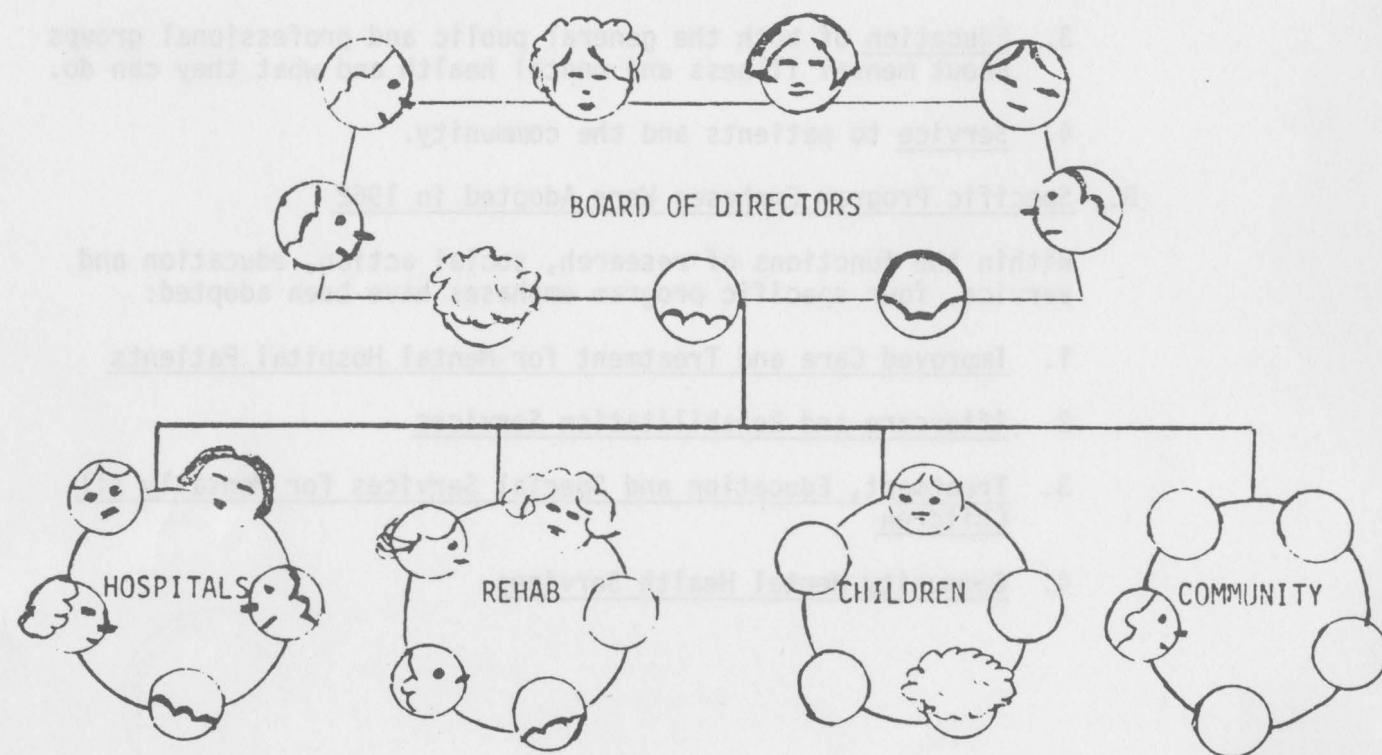 3. Education of both the general public and professional groups
about mental illness and mental health and what they can do.
4. Service to patients and the community.
Specific Program Emphases Were Adopted in 196
Within the functions of research, social action, education and
service, four specific program emphases have been adopted:
1. Improved Care and Treatment for Mental Hospital Patients
2. Aftercare and Rehabilitation Services
3. Treatment, Education and Special Services for Mentally
Children
4. Community Mental Health Services
BOARD OF DIRECTORS
HOSPITALS
REHAB
CHILDREN
COMMUNITY